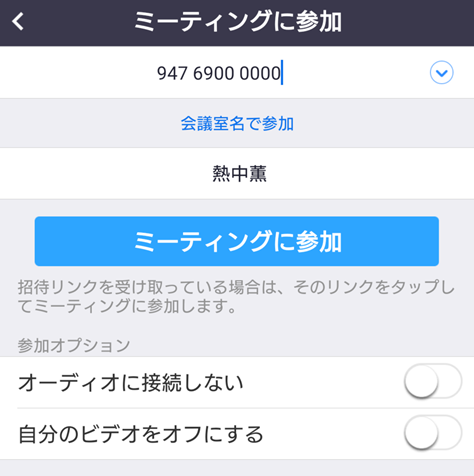 ミーティングに参加
947 6900 0000
会議室名で参加
熱中薫
ミーティングに参加
招待リンクを受け取っている場合は、そのリンクをタップし
てミーティングに参加します。
参加オプション
オーディオに接続しない
自分のビデオをオフにする